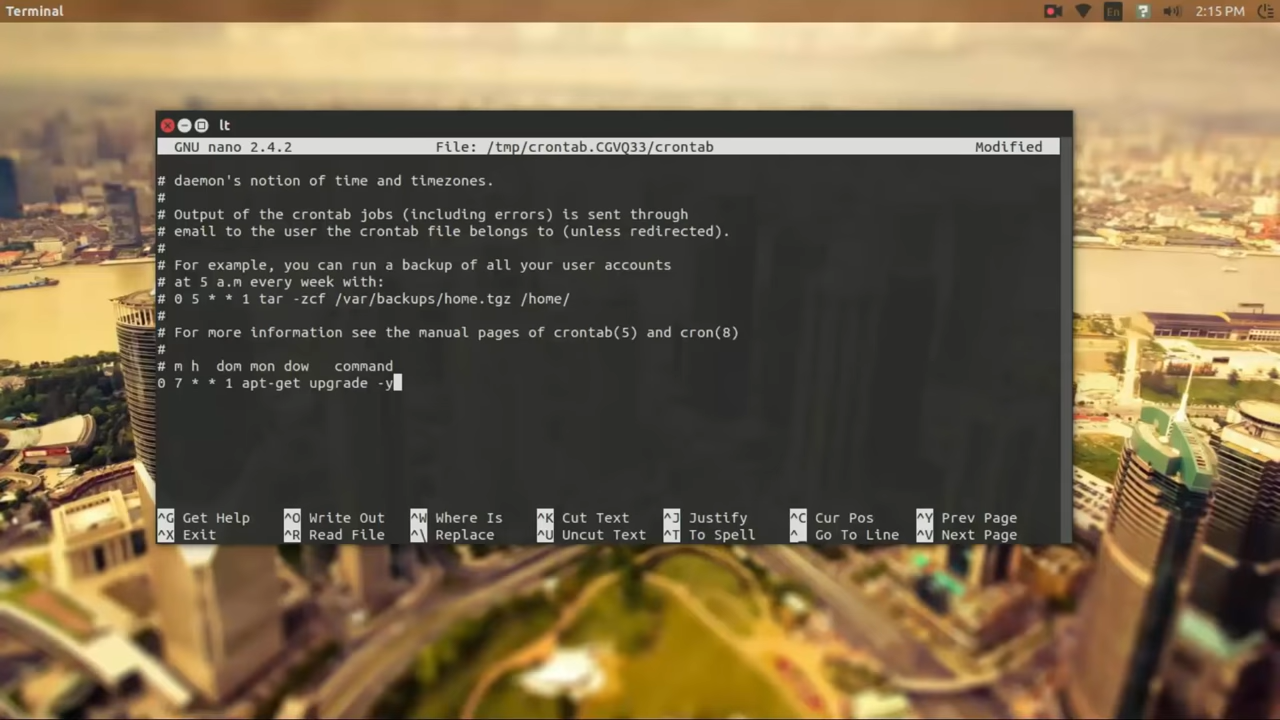 Terminal
En
?
2:15 PM
lt
GNU nano 2.4.2 File: /tmp/crontab.CGVQ33/crontab Modified
# daemon's notion of time and timezones.
#
# Output of the crontab jobs (including errors) is sent through
# email to the user the crontab file belongs to (unless redirected).
#
# For example, you can run a backup of all your user accounts
# at 5 a.m every week with:
# 0 5 * * 1 tar -zcf /var/backups/home.tgz /home/
#
# For more information see the manual pages of crontab(5) and cron(8)
#
# m h  dom mon dow   command
0 7 * * 1 apt-get upgrade -y
^G Get Help ^O Write Out ^W Where Is ^K Cut Text ^J Justify ^C Cur Pos ^Y Prev Page
^X Exit ^R Read File ^\ Replace ^U Uncut Text ^T To Spell ^_ Go To Line ^V Next Page